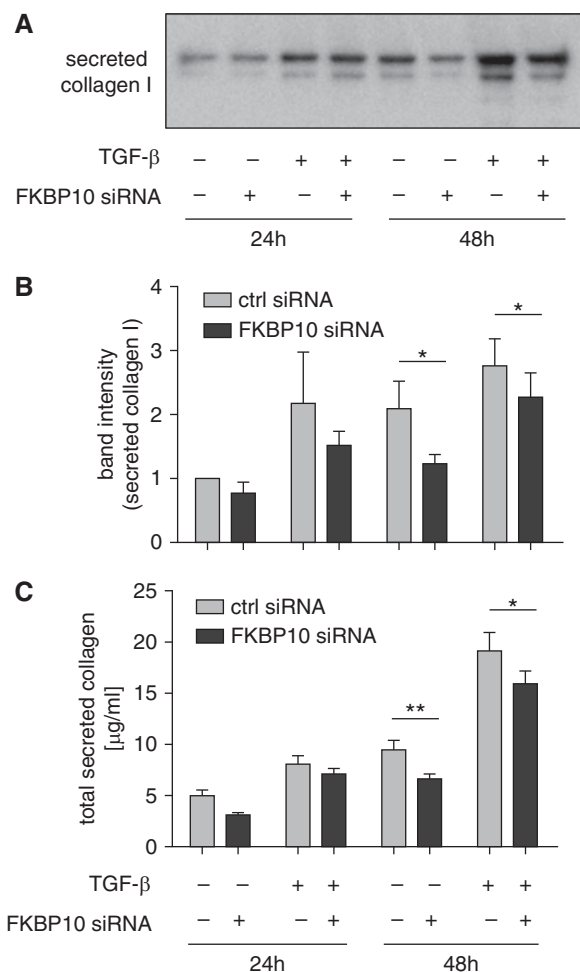 A
secreted
collagen I
TGF-β – – + + – – + +
FKBP10 siRNA – + – + – + – +
24h 48h
B
ctrl siRNA
FKBP10 siRNA
band intensity
(secreted collagen I)
4
3
2
1
0
* *
C
ctrl siRNA
FKBP10 siRNA
total secreted collagen
[μg/ml]
25
20
15
10
5
0
** *
TGF-β – – + + – – + +
FKBP10 siRNA – + – + – + – +
24h 48h